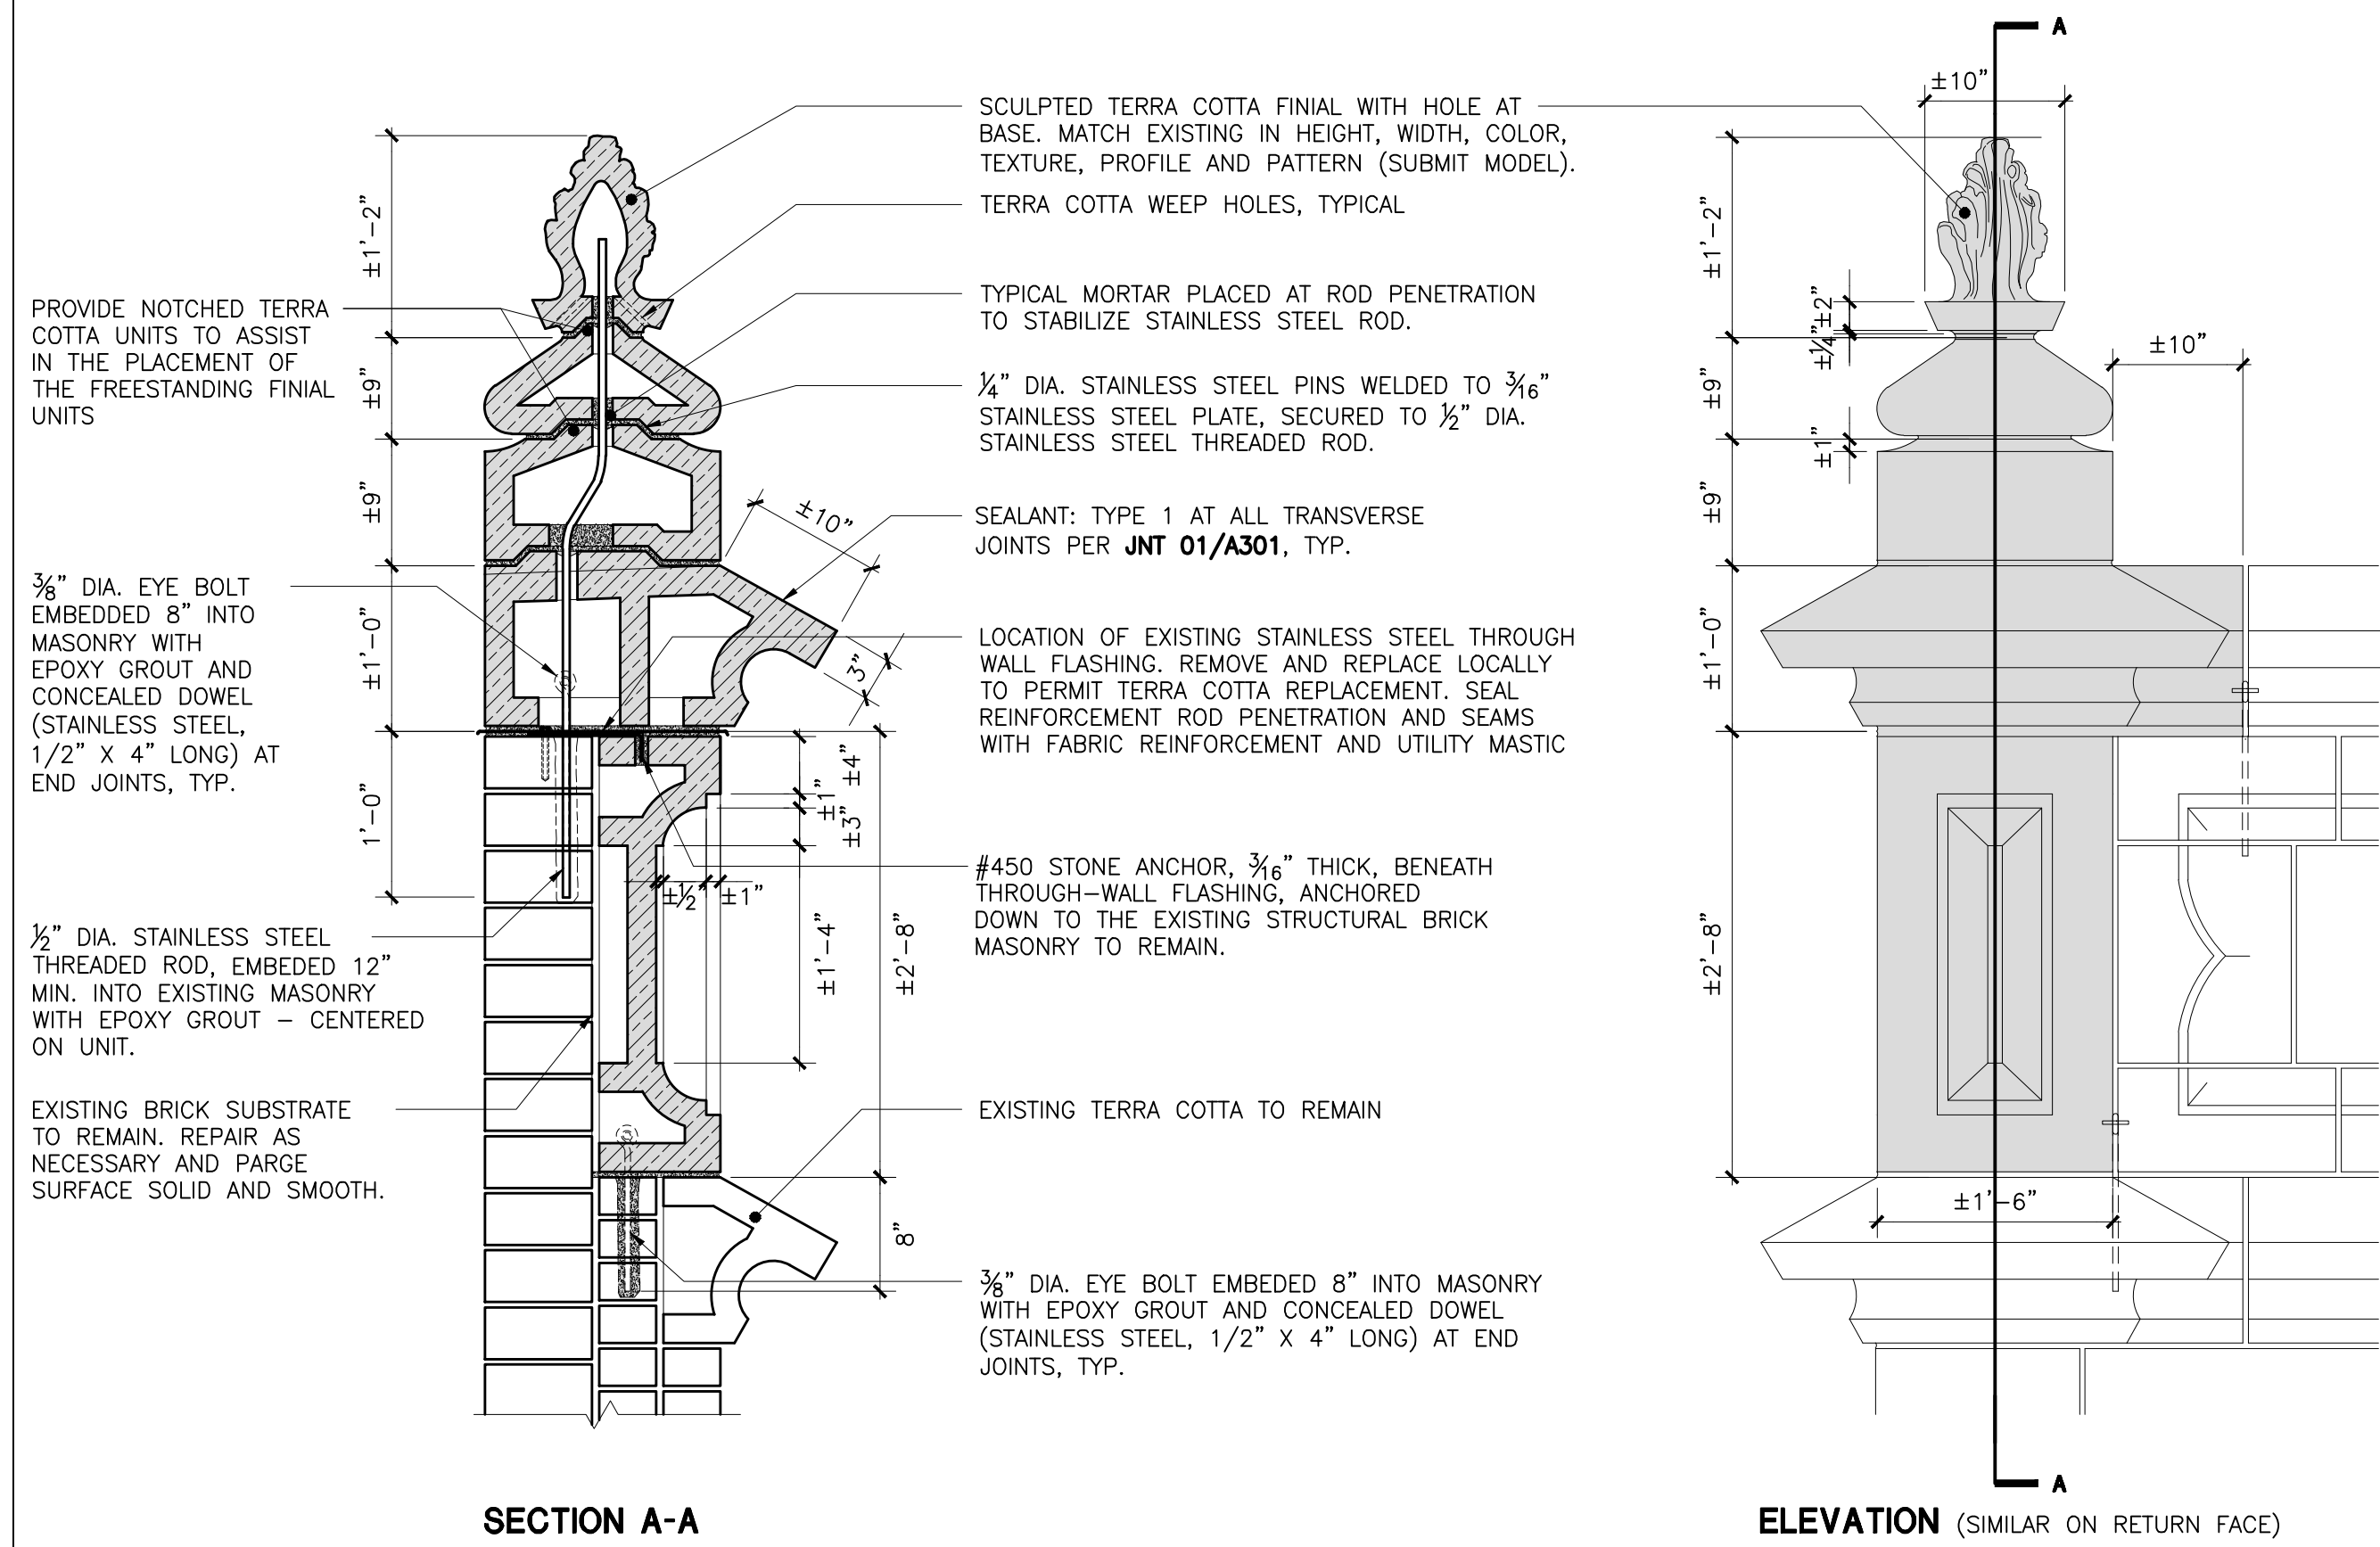 A
±10"
SCULPTED TERRA COTTA FINIAL WITH HOLE AT
BASE. MATCH EXISTING IN HEIGHT, WIDTH, COLOR,
TEXTURE, PROFILE AND PATTERN (SUBMIT MODEL).
TERRA COTTA WEEP HOLES, TYPICAL
TYPICAL MORTAR PLACED AT ROD PENETRATION
TO STABILIZE STAINLESS STEEL ROD.
¼" DIA. STAINLESS STEEL PINS WELDED TO 3/16"
STAINLESS STEEL PLATE, SECURED TO ½" DIA.
STAINLESS STEEL THREADED ROD.
SEALANT: TYPE 1 AT ALL TRANSVERSE
JOINTS PER JNT 01/A301, TYP.
LOCATION OF EXISTING STAINLESS STEEL THROUGH
WALL FLASHING. REMOVE AND REPLACE LOCALLY
TO PERMIT TERRA COTTA REPLACEMENT. SEAL
REINFORCEMENT ROD PENETRATION AND SEAMS
WITH FABRIC REINFORCEMENT AND UTILITY MASTIC
#450 STONE ANCHOR, 3/16" THICK, BENEATH
THROUGH-WALL FLASHING, ANCHORED
DOWN TO THE EXISTING STRUCTURAL BRICK
MASONRY TO REMAIN.
EXISTING TERRA COTTA TO REMAIN
⅜" DIA. EYE BOLT EMBEDED 8" INTO MASONRY
WITH EPOXY GROUT AND CONCEALED DOWEL
(STAINLESS STEEL, 1/2" X 4" LONG) AT END
JOINTS, TYP.
PROVIDE NOTCHED TERRA
COTTA UNITS TO ASSIST
IN THE PLACEMENT OF
THE FREESTANDING FINIAL
UNITS
⅜" DIA. EYE BOLT
EMBEDDED 8" INTO
MASONRY WITH
EPOXY GROUT AND
CONCEALED DOWEL
(STAINLESS STEEL,
1/2" X 4" LONG) AT
END JOINTS, TYP.
½" DIA. STAINLESS STEEL
THREADED ROD, EMBEDED 12"
MIN. INTO EXISTING MASONRY
WITH EPOXY GROUT - CENTERED
ON UNIT.
EXISTING BRICK SUBSTRATE
TO REMAIN. REPAIR AS
NECESSARY AND PARGE
SURFACE SOLID AND SMOOTH.
±1'-2"
±9"
±9"
±1'-0"
1'-0"
±10"
3"
±4"
±1"
±3"
±½"
±1"
±1'-4"
±2'-8"
8"
±1'-2"
±2"
±¼"
±9"
±1"
±10"
±9"
±1'-0"
±2'-8"
±1'-6"
A
SECTION A-A
ELEVATION (SIMILAR ON RETURN FACE)